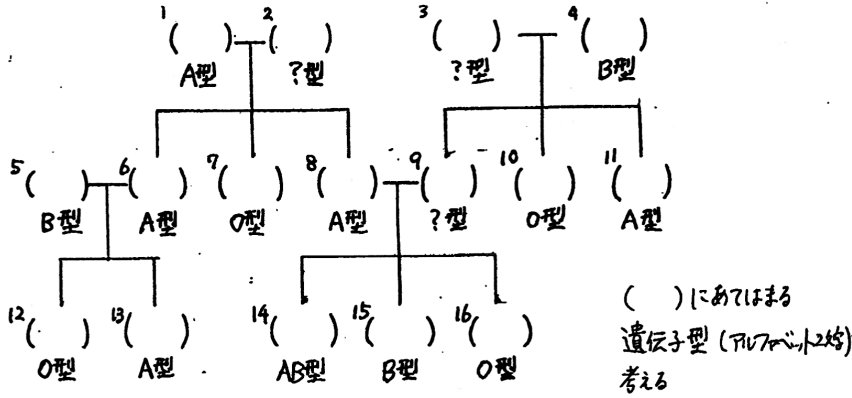 1( ) 2( ) 3( ) 4( )
A型 ?型 ?型 B型
5( ) 6( ) 7( ) 8( ) 9( ) 10( ) 11( )
B型 A型 O型 A型 ?型 O型 A型
12( ) 13( ) 14( ) 15( ) 16( )
O型 A型 AB型 B型 O型
( )にあてはまる
遺伝子型(アルファベット2文字)
考える